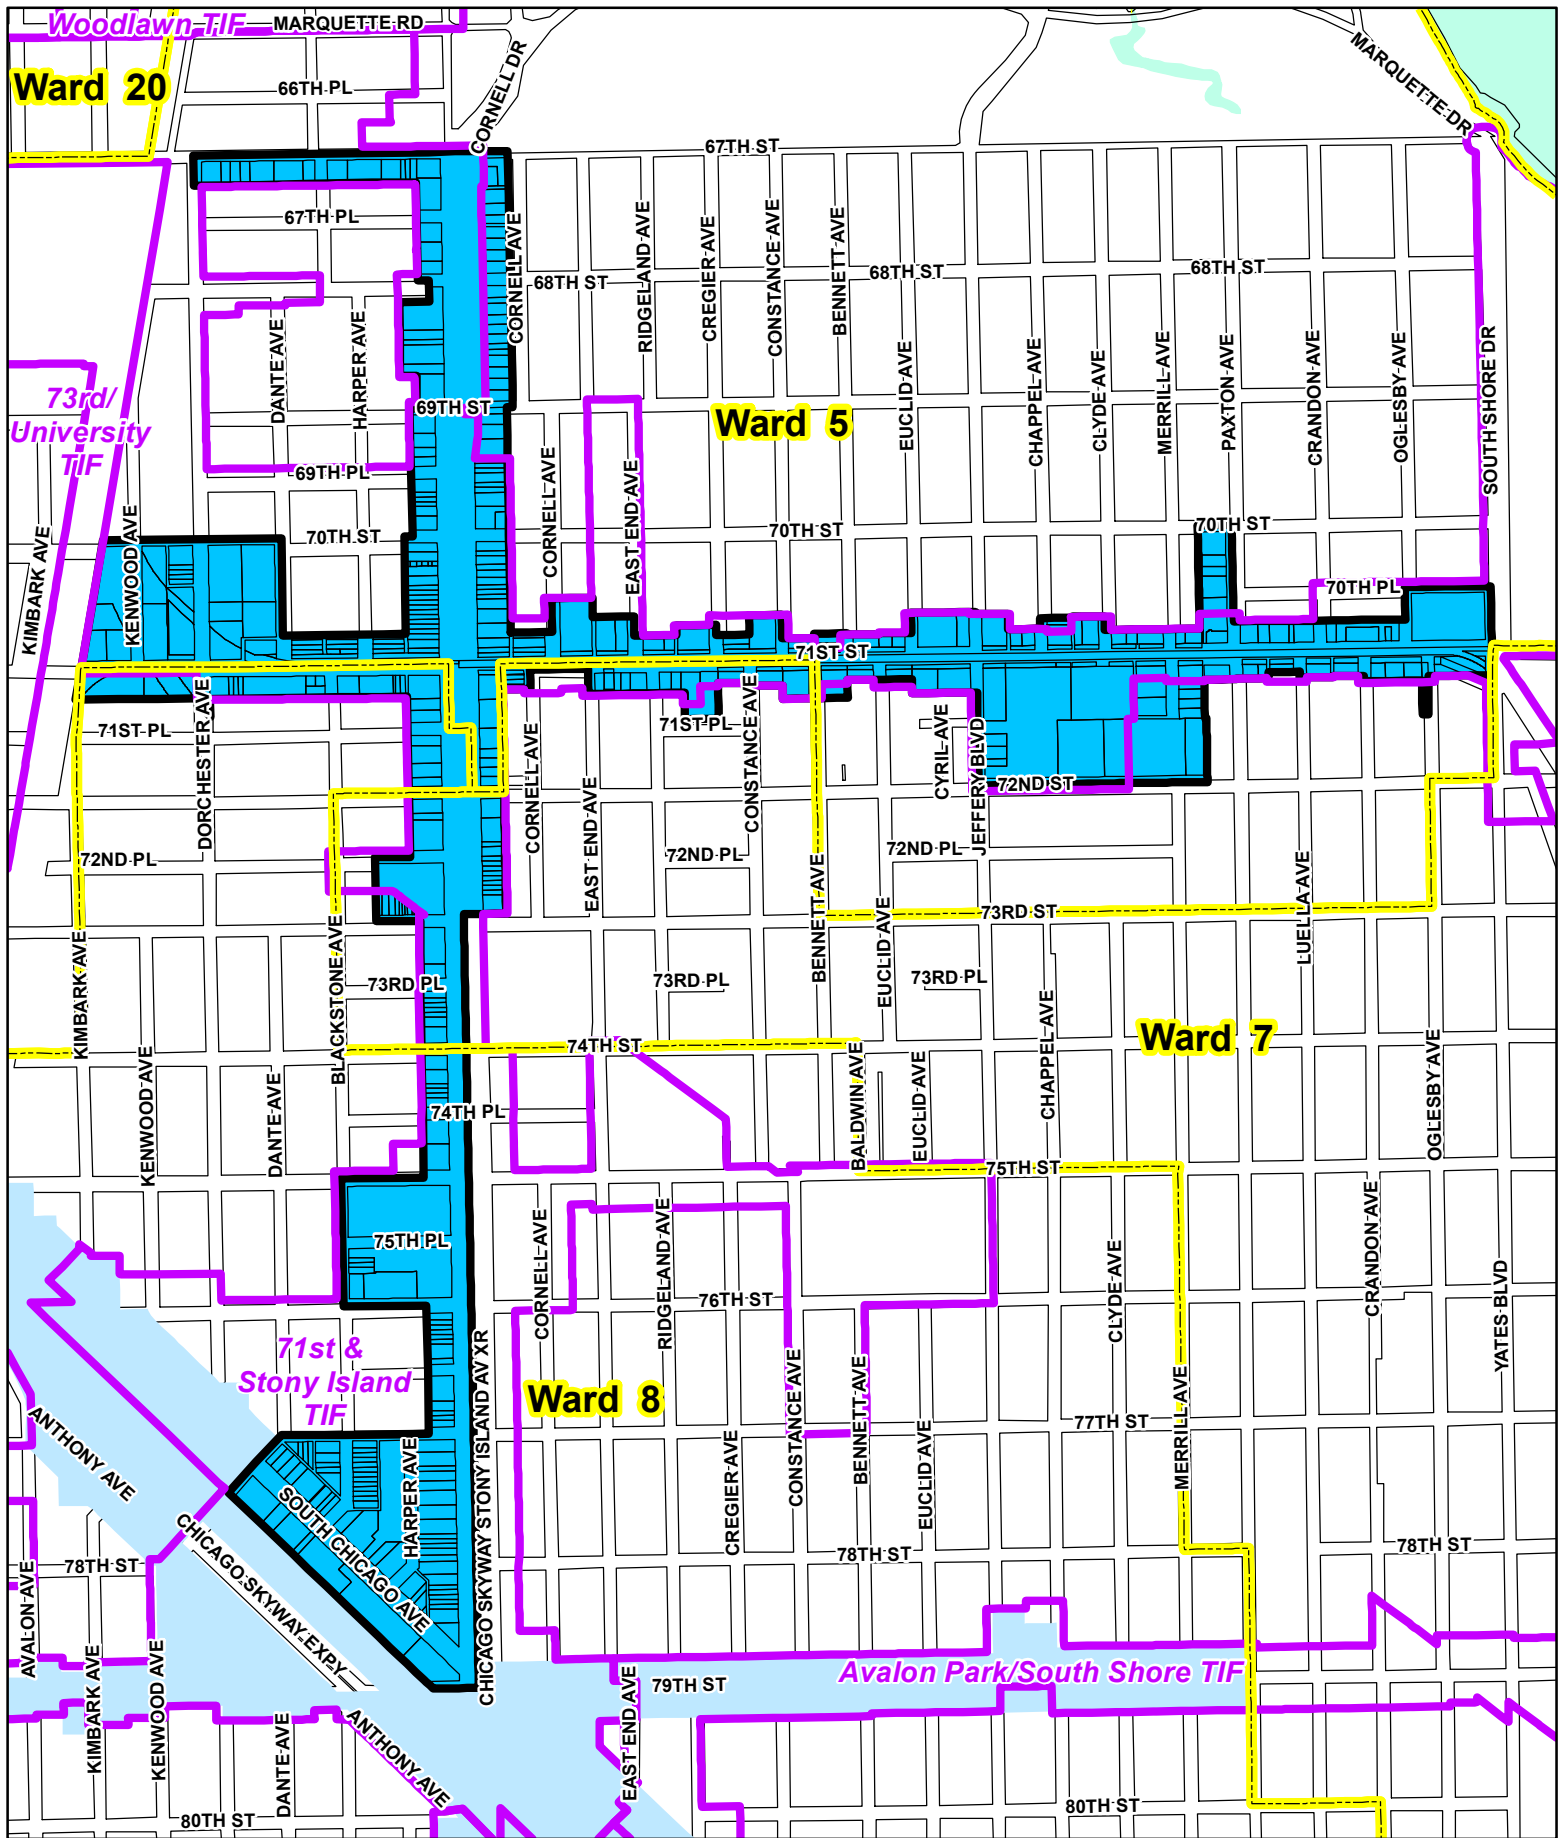 Woodlawn TIF
MARQUETTE RD
Ward 20
66TH PL
CORNELL DR
MARQUETTE DR
67TH ST
67TH PL
CORNELL AVE
RIDGELAND AVE
CREGIER AVE
CONSTANCE AVE
BENNETT AVE
68TH ST
68TH ST
68TH ST
DANTE AVE
HARPER AVE
EUCLID AVE
CHAPPEL AVE
CLYDE AVE
MERRILL AVE
PAXTON AVE
CRANDON AVE
OGLESBY AVE
SOUTH SHORE DR
73rd/
University
TIF
69TH ST
Ward 5
69TH PL
KIMBARK AVE
KENWOOD AVE
70TH ST
CORNELL AVE
EAST END AVE
70TH ST
70TH ST
70TH PL
71ST ST
71ST PL
DORCHESTER AVE
71ST PL
CORNELL AVE
EAST END AVE
CONSTANCE AVE
CYRIL AVE
JEFFERY BLVD
72ND ST
72ND PL
72ND PL
72ND PL
BENNETT AVE
EUCLID AVE
73RD ST
LUELLA AVE
KIMBARK AVE
BLACKSTONE AVE
73RD PL
73RD PL
73RD PL
CHAPPEL AVE
Ward 7
74TH ST
KENWOOD AVE
DANTE AVE
74TH PL
BALDWIN AVE
EUCLID AVE
OGLESBY AVE
75TH ST
75TH PL
CORNELL AVE
RIDGELAND AVE
CLYDE AVE
CRANDON AVE
YATES BLVD
76TH ST
71st &
Stony Island
TIF
Ward 8
CHICAGO SKYWAY STONY ISLAND AV XR
ANTHONY AVE
HARPER AVE
CREGIER AVE
CONSTANCE AVE
BENNETT AVE
EUCLID AVE
77TH ST
MERRILL AVE
SOUTH CHICAGO AVE
CHICAGO SKYWAY EXPY
78TH ST
78TH ST
78TH ST
AVALON AVE
KIMBARK AVE
KENWOOD AVE
79TH ST
Avalon Park/South Shore TIF
EAST END AVE
DANTE AVE
ANTHONY AVE
80TH ST
80TH ST